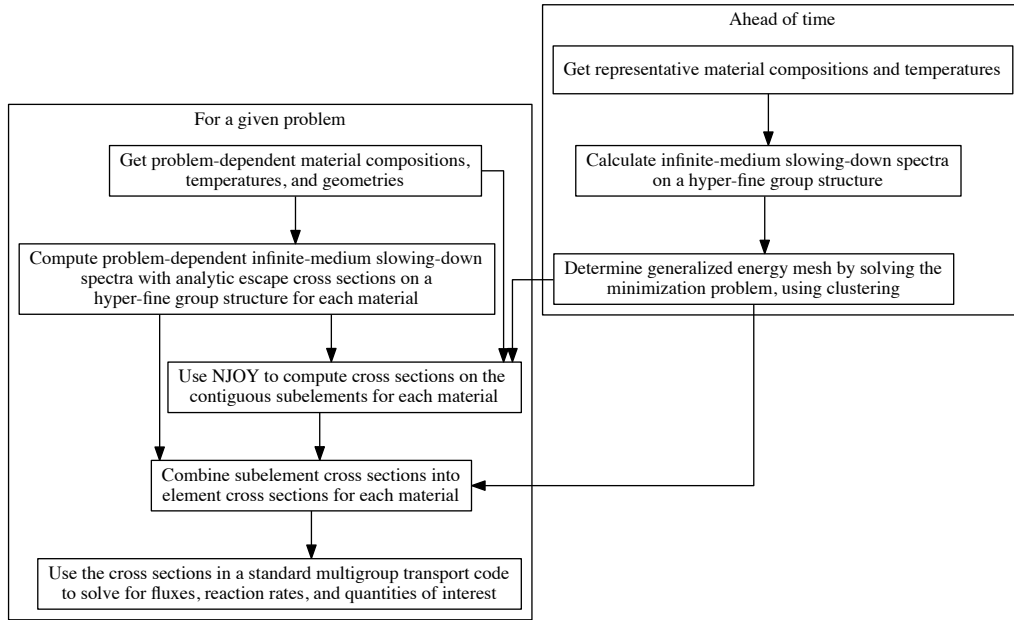 Ahead of time
Get representative material compositions and temperatures
Calculate infinite-medium slowing-down spectra
on a hyper-fine group structure
Determine generalized energy mesh by solving the
minimization problem, using clustering
For a given problem
Get problem-dependent material compositions,
temperatures, and geometries
Compute problem-dependent infinite-medium slowing-down
spectra with analytic escape cross sections on a
hyper-fine group structure for each material
Use NJOY to compute cross sections on the
contiguous subelements for each material
Combine subelement cross sections into
element cross sections for each material
Use the cross sections in a standard multigroup transport code
to solve for fluxes, reaction rates, and quantities of interest